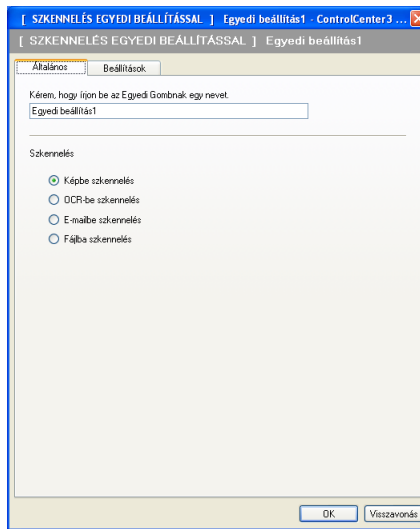 [ SZKENNELÉS EGYEDI BEÁLLÍTÁSSAL ] Egyedi beállítás1 - ControlCenter3 ...
[ SZKENNELÉS EGYEDI BEÁLLÍTÁSSAL ] Egyedi beállítás1
Általános Beállítások
Kérem, hogy írjon be az Egyedi Gombnak egy nevet.
Egyedi beállítás1
Szkennelés
Képbe szkennelés
OCR-be szkennelés
E-mailbe szkennelés
Fájlba szkennelés
OK Visszavonás